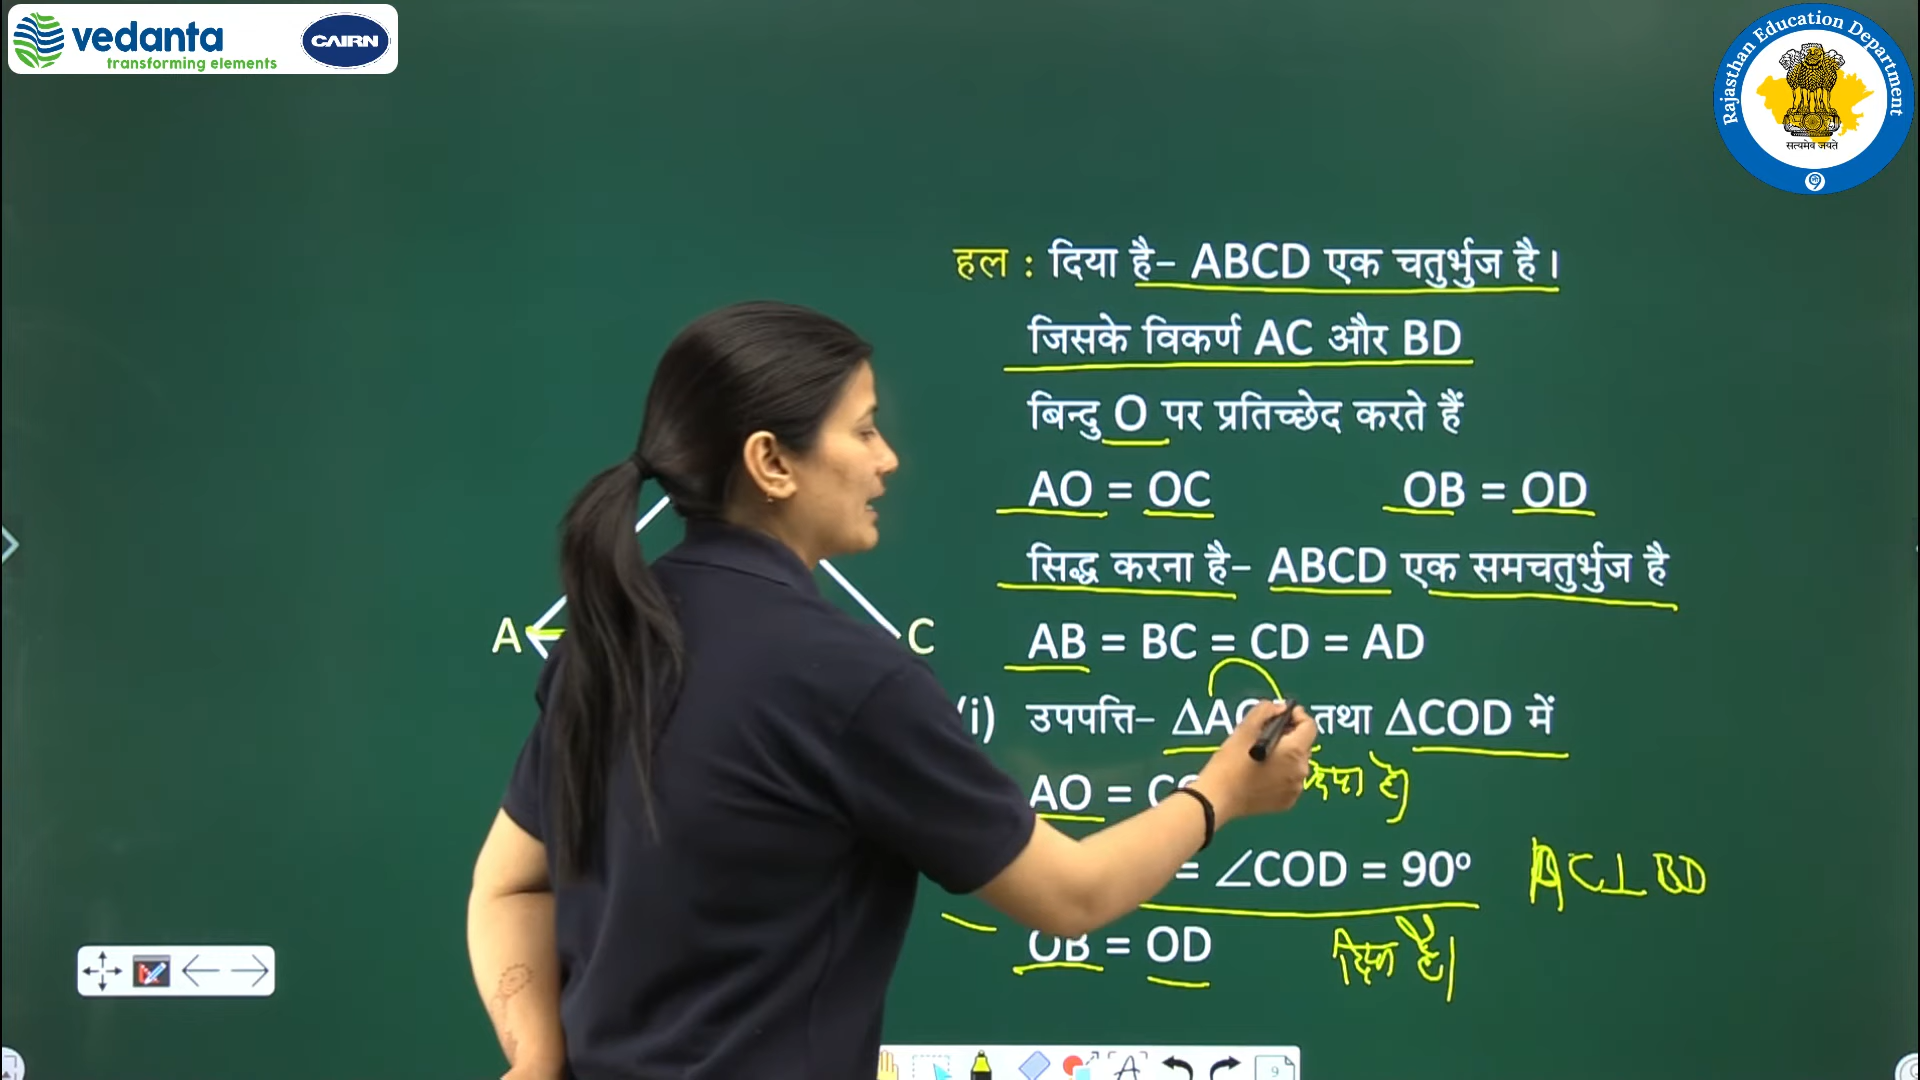 vedanta
transforming elements
CAIRN
Rajasthan Education Department
सत्यमेव जयते
हल : दिया है– ABCD एक चतुर्भुज है।
जिसके विकर्ण AC और BD
बिन्दु O पर प्रतिच्छेद करते हैं
AO = OC OB = OD
सिद्ध करना है– ABCD एक समचतुर्भुज है
A
C
AB = BC = CD = AD
(i) उपपत्ति– तथा ΔCOD में
AO = दिया है
= ∠COD = 90° AC⊥BD
OB = OD दिया है।
9